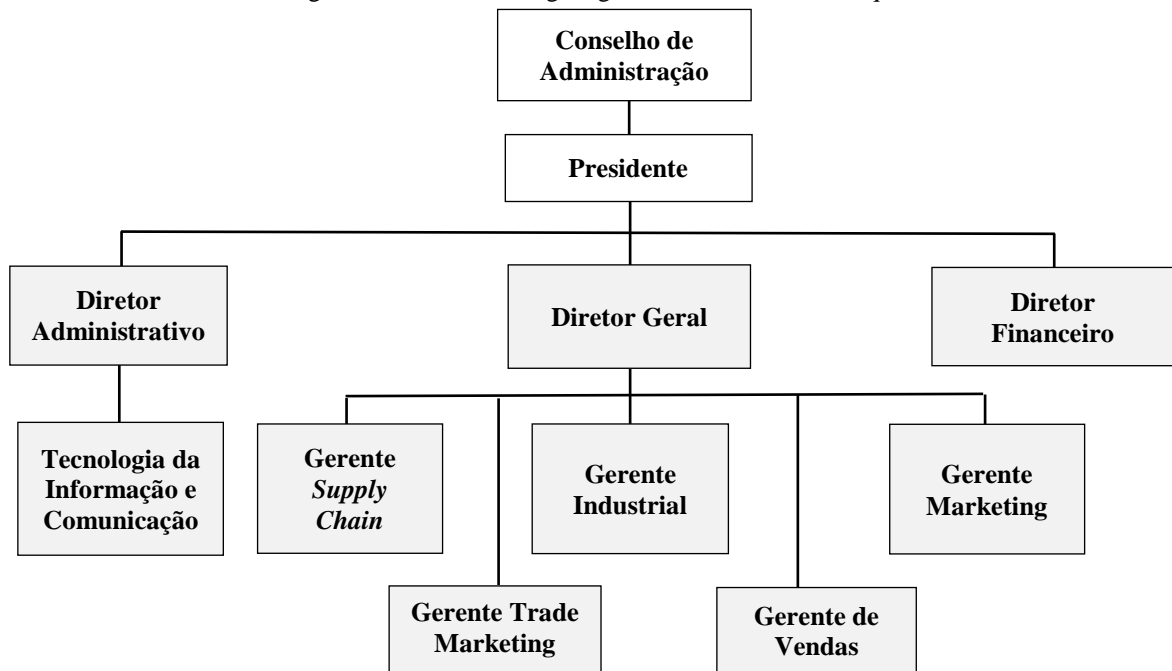 Conselho de
Administração
Presidente
Diretor
Administrativo
Diretor Geral
Diretor
Financeiro
Tecnologia da
Informação e
Comunicação
Gerente
Supply
Chain
Gerente
Industrial
Gerente
Marketing
Gerente Trade
Marketing
Gerente de
Vendas